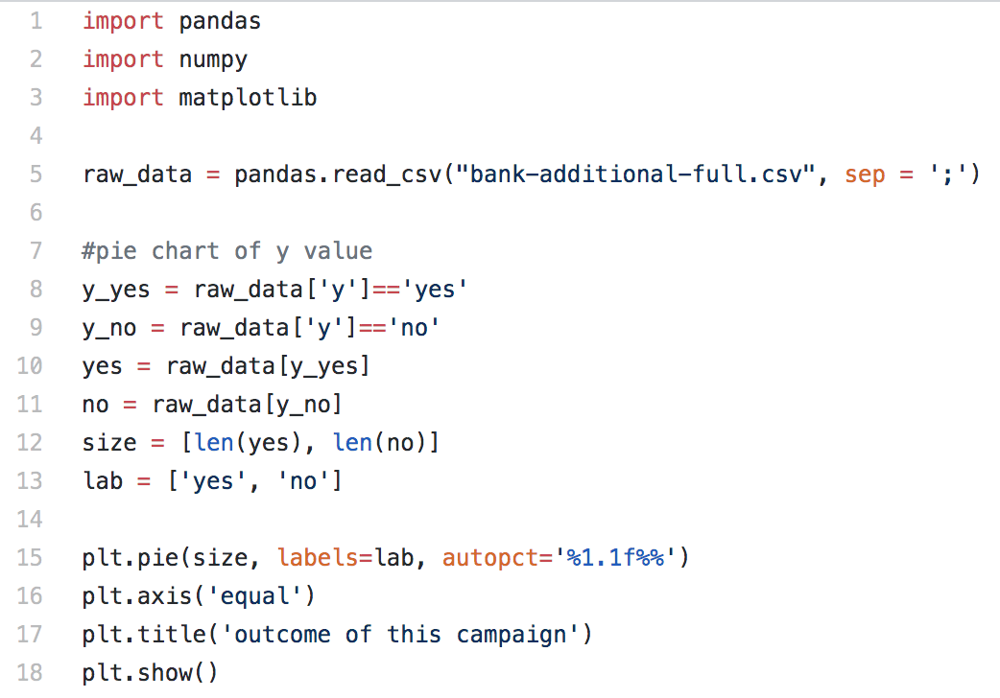 1 import pandas
2 import numpy
3 import matplotlib
4
5 raw_data = pandas.read_csv("bank-additional-full.csv", sep = ';')
6
7 #pie chart of y value
8 y_yes = raw_data['y']=='yes'
9 y_no = raw_data['y']=='no'
10 yes = raw_data[y_yes]
11 no = raw_data[y_no]
12 size = [len(yes), len(no)]
13 lab = ['yes', 'no']
14
15 plt.pie(size, labels=lab, autopct='%1.1f%%')
16 plt.axis('equal')
17 plt.title('outcome of this campaign')
18 plt.show()